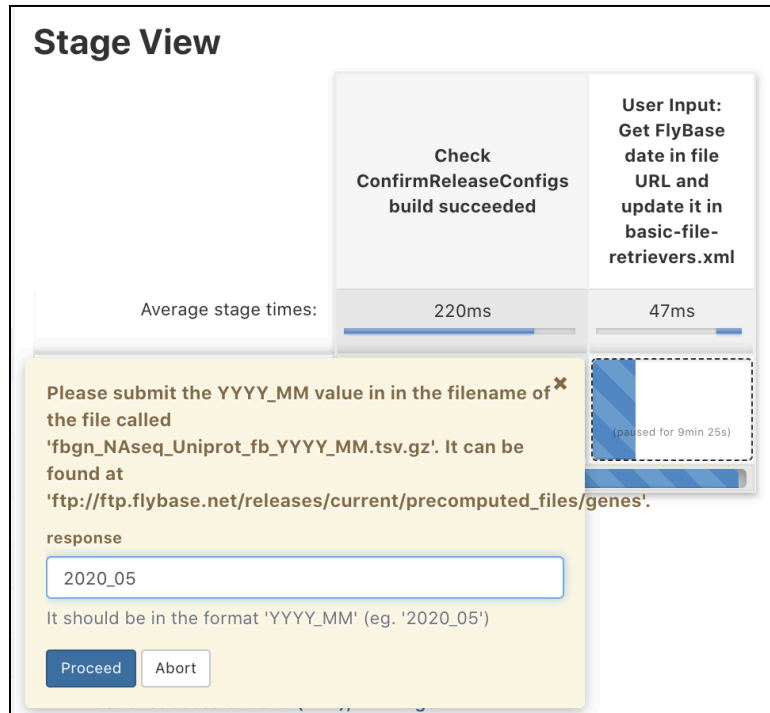 Stage View
Check
ConfirmReleaseConfigs
build succeeded
User Input:
Get FlyBase
date in file
URL and
update it in
basic-file-
retrievers.xml
Average stage times:
220ms
47ms
(paused for 9min 25s)
Please submit the YYYY_MM value in in the filename of
the file called
'fbgn_NAseq_Uniprot_fb_YYYY_MM.tsv.gz'. It can be
found at
'ftp://ftp.flybase.net/releases/current/precomputed_files/genes'.
response
2020_05
It should be in the format 'YYYY_MM' (eg. '2020_05')
Proceed
Abort